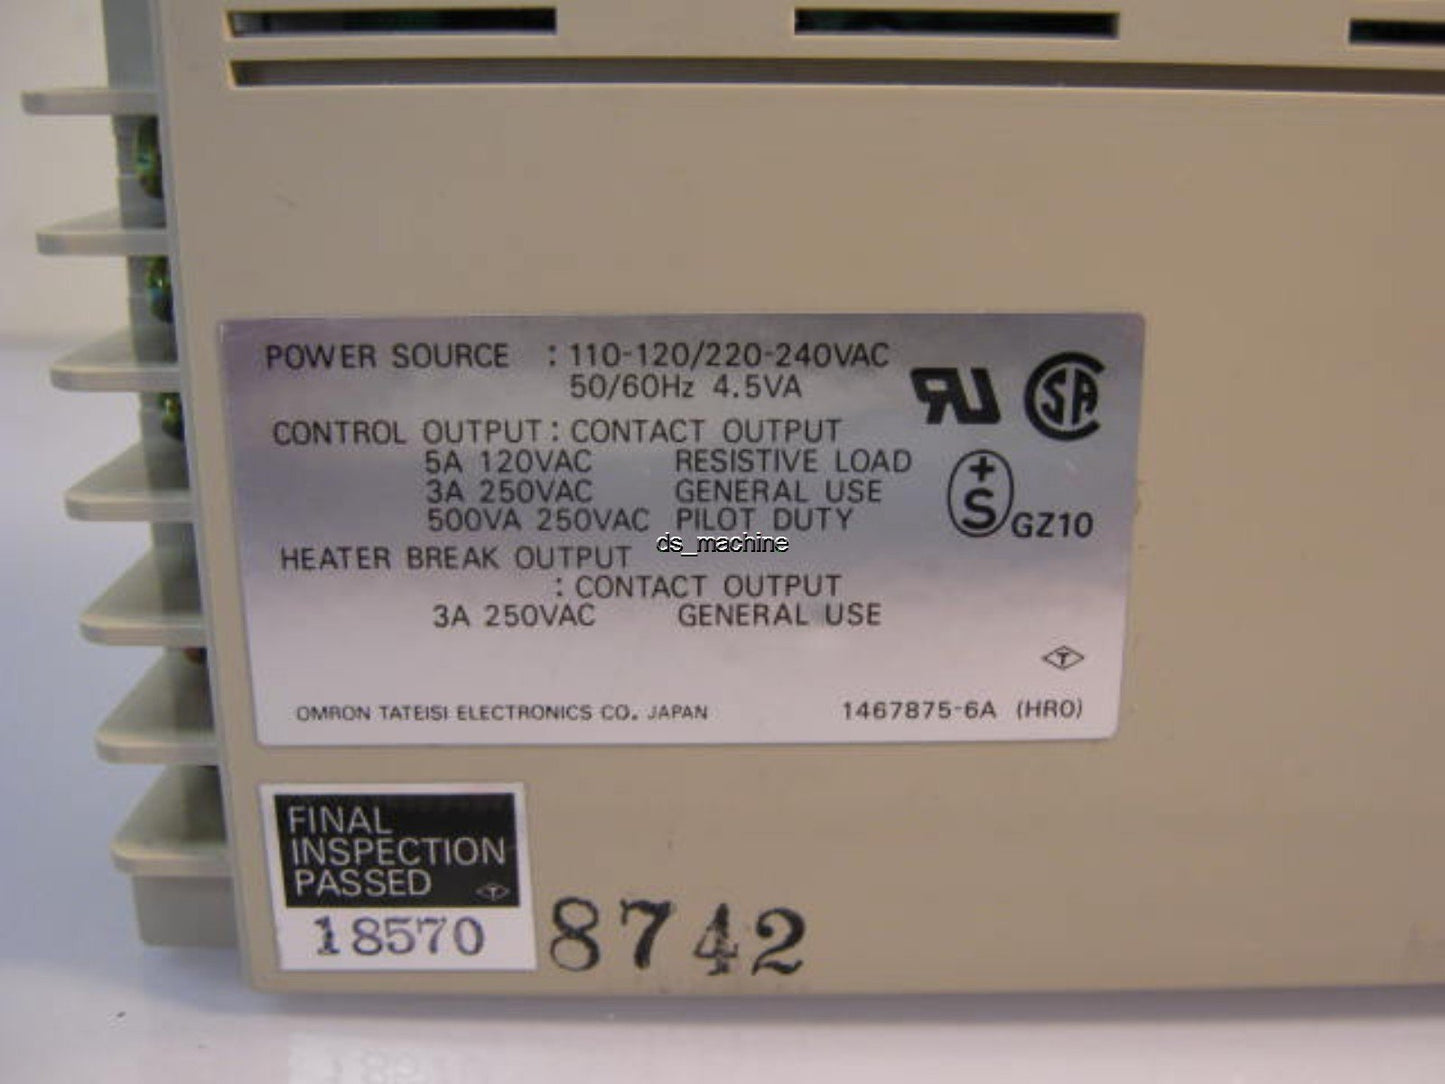 POWER SOURCE : 110-120/220-240VAC
50/60Hz 4.5VA
CONTROL OUTPUT : CONTACT OUTPUT
5A 120VAC RESISTIVE LOAD
3A 250VAC GENERAL USE
500VA 250VAC PILOT DUTY
HEATER BREAK OUTPUT
: CONTACT OUTPUT
3A 250VAC GENERAL USE
RU SA
+
S GZ10
ds_machine
T
OMRON TATEISI ELECTRONICS CO. JAPAN 1467875-6A (HRO)
FINAL
INSPECTION
PASSED T
18570
8742